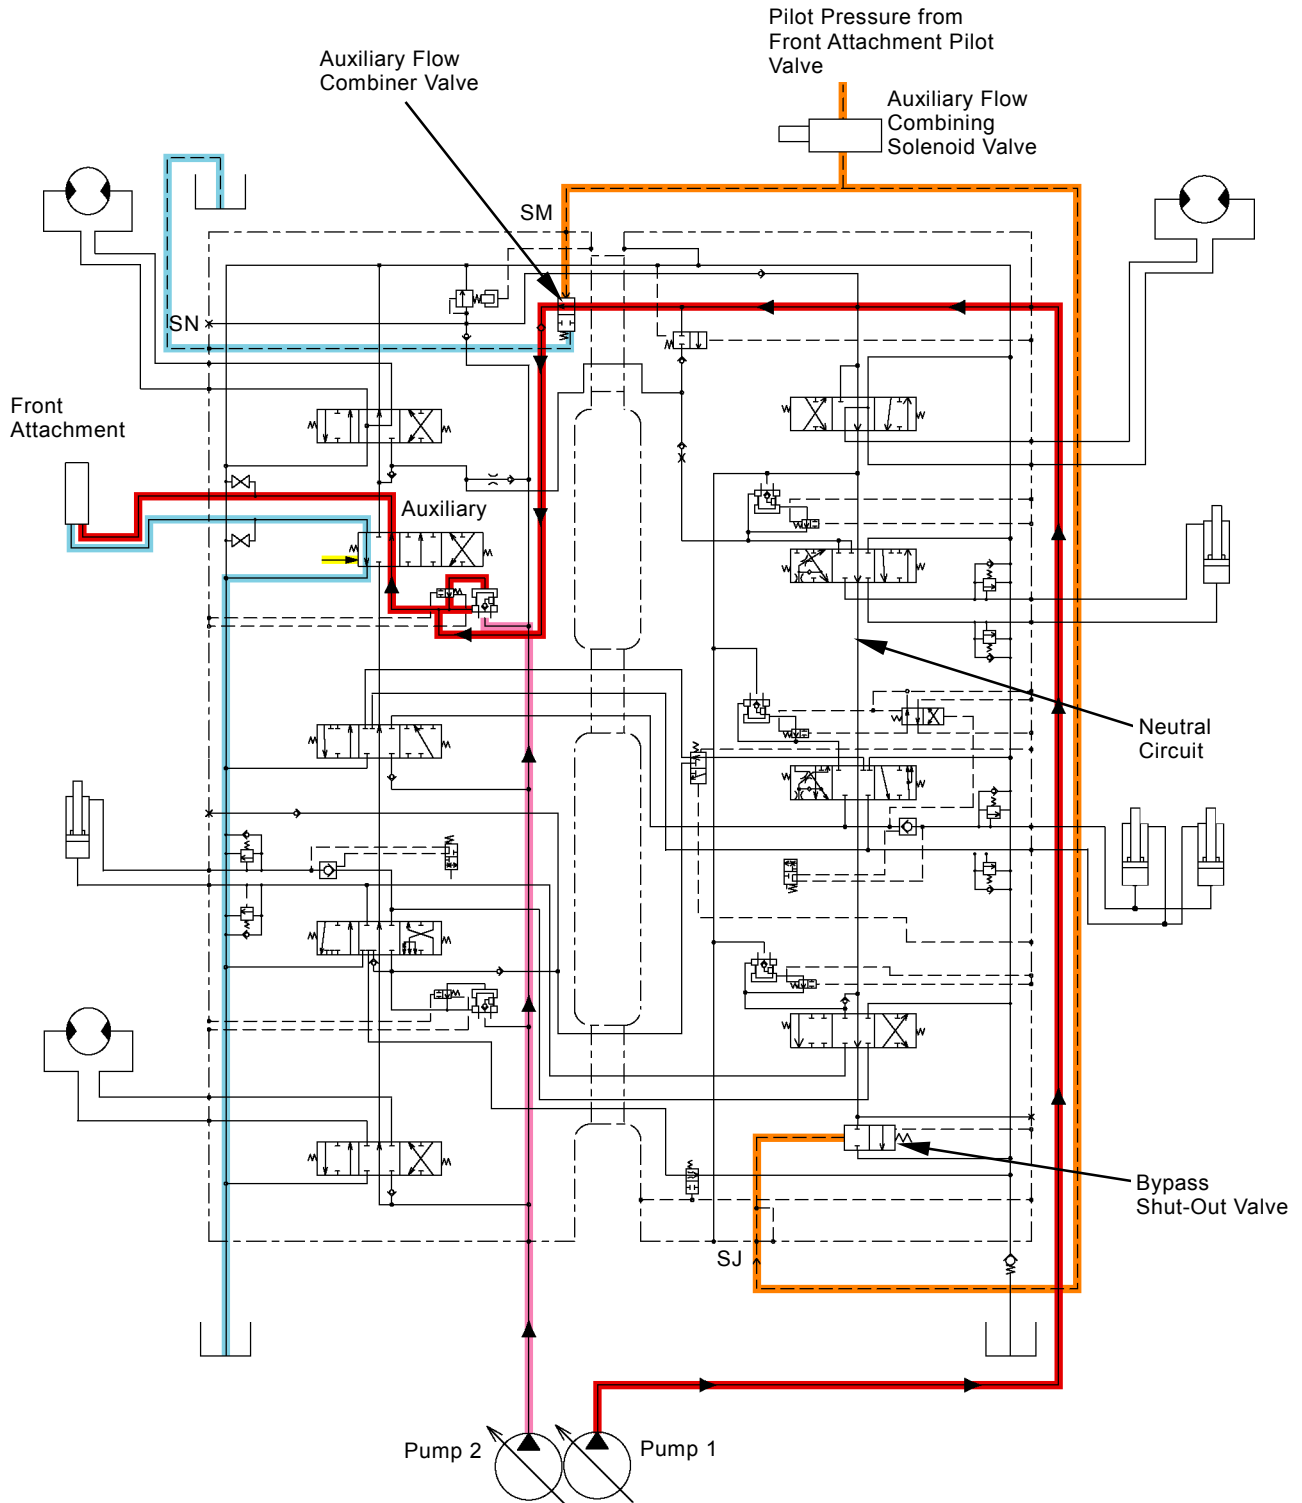 Pilot Pressure from
Front Attachment Pilot
Valve
Auxiliary Flow
Combiner Valve
Auxiliary Flow
Combining
Solenoid Valve
SM
SN
Front
Attachment
Auxiliary
Neutral
Circuit
Bypass
Shut-Out Valve
SJ
Pump 2
Pump 1